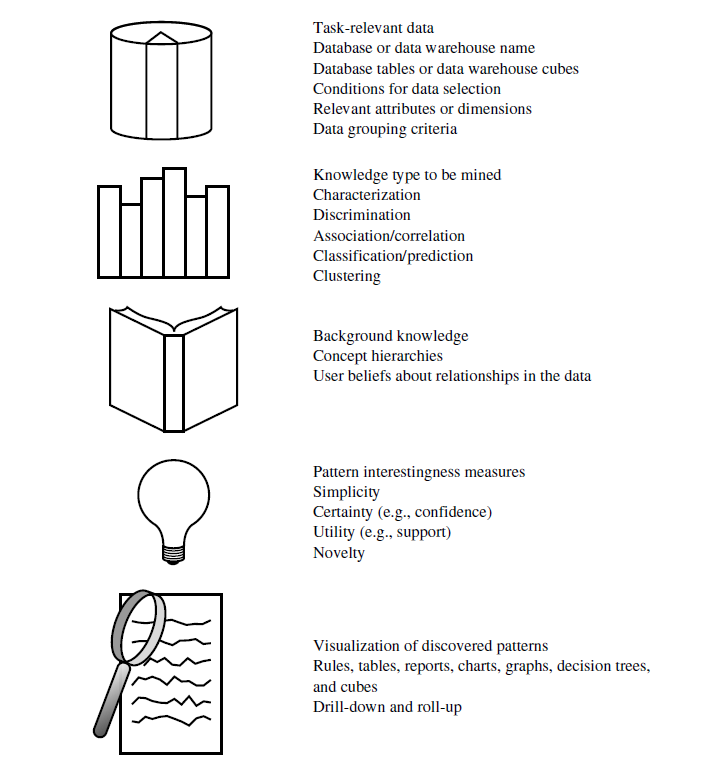 Task-relevant data
Database or data warehouse name
Database tables or data warehouse cubes
Conditions for data selection
Relevant attributes or dimensions
Data grouping criteria
Knowledge type to be mined
Characterization
Discrimination
Association/correlation
Classification/prediction
Clustering
Background knowledge
Concept hierarchies
User beliefs about relationships in the data
Pattern interestingness measures
Simplicity
Certainty (e.g., confidence)
Utility (e.g., support)
Novelty
Visualization of discovered patterns
Rules, tables, reports, charts, graphs, decision trees,
and cubes
Drill-down and roll-up